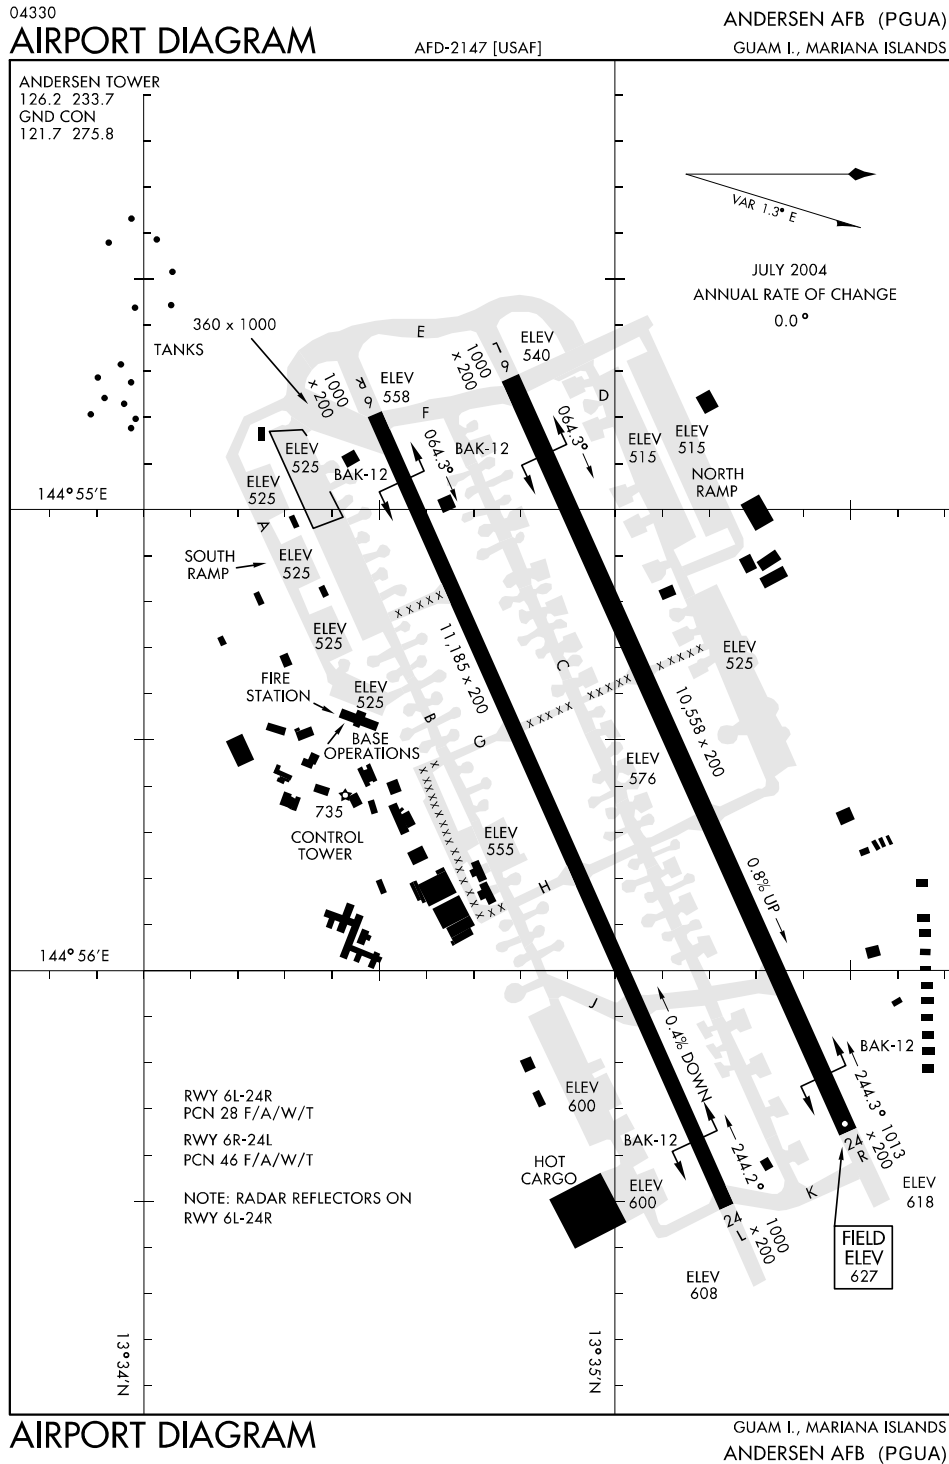 04330
AIRPORT DIAGRAM
AFD-2147 [USAF]
ANDERSEN AFB (PGUA)
GUAM I., MARIANA ISLANDS
ANDERSEN TOWER
126.2 233.7
GND CON
121.7 275.8
VAR 1.3° E
JULY 2004
ANNUAL RATE OF CHANGE
0.0°
360 x 1000
TANKS
E
ELEV
540
1000
x 200
6 L
1000
x 200
6 R
ELEV
558
F
D
064.3°
BAK-12
064.3°
BAK-12
ELEV
515
ELEV
515
ELEV
525
ELEV
525
NORTH
RAMP
144°55'E
A
SOUTH
RAMP
ELEV
525
X X X X X
ELEV
525
11,185 x 200
C
X X X X X
X X X X X X
X X X X X
ELEV
525
FIRE
STATION
ELEV
525
B
G
BASE
OPERATIONS
10,558 x 200
ELEV
576
735
CONTROL
TOWER
ELEV
555
H
0.8% UP
144°56'E
J
0.4% DOWN
BAK-12
RWY 6L-24R
PCN 28 F/A/W/T
RWY 6R-24L
PCN 46 F/A/W/T
NOTE: RADAR REFLECTORS ON
RWY 6L-24R
ELEV
600
244.3°
1013
x 200
24
R
BAK-12
244.2°
HOT
CARGO
ELEV
600
K
ELEV
618
24
L
1000
x 200
FIELD
ELEV
627
ELEV
608
13°34'N
13°35'N
AIRPORT DIAGRAM
GUAM I., MARIANA ISLANDS
ANDERSEN AFB (PGUA)